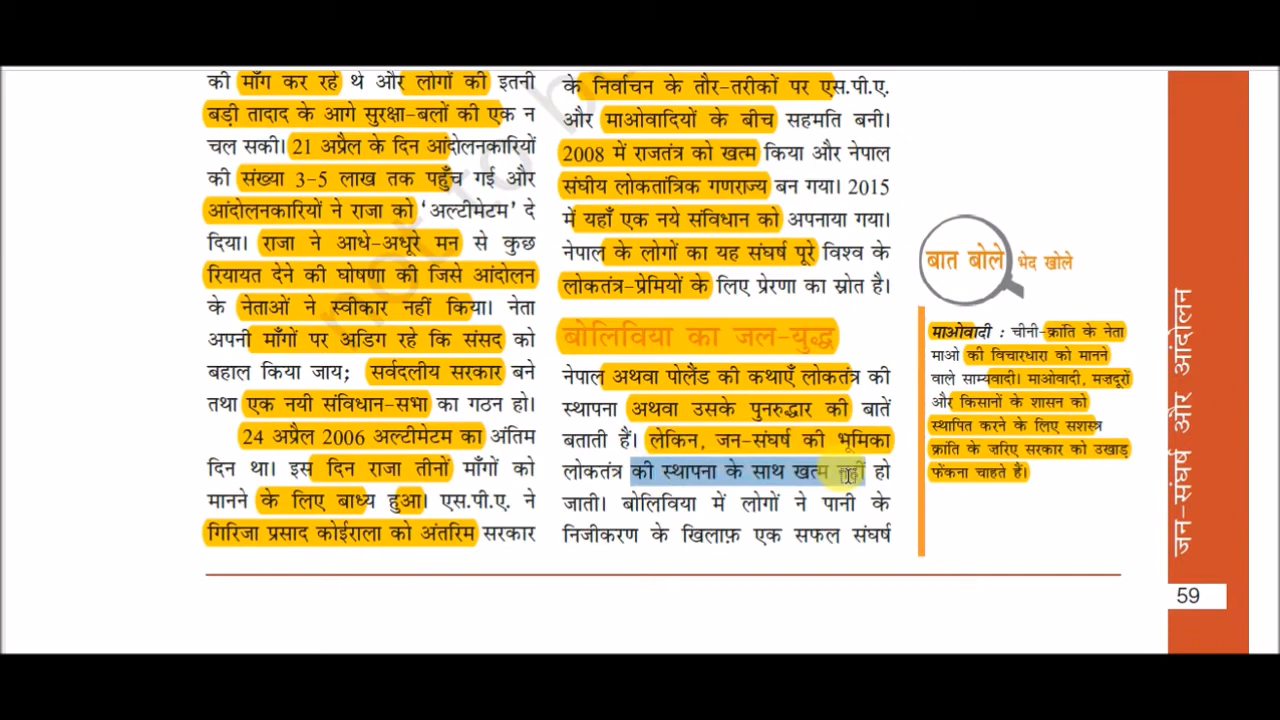 की माँग कर रहे थे और लोगों की इतनी
बड़ी तादाद के आगे सुरक्षा-बलों की एक न
चल सकी। 21 अप्रैल के दिन आंदोलनकारियों
की संख्या 3-5 लाख तक पहुँच गई और
आंदोलनकारियों ने राजा को ‘अल्टीमेटम’ दे
दिया। राजा ने आधे-अधूरे मन से कुछ
रियायत देने की घोषणा की जिसे आंदोलन
के नेताओं ने स्वीकार नहीं किया। नेता
अपनी माँगों पर अडिग रहे कि संसद को
बहाल किया जाय; सर्वदलीय सरकार बने
तथा एक नयी संविधान-सभा का गठन हो।
24 अप्रैल 2006 अल्टीमेटम का अंतिम
दिन था। इस दिन राजा तीनों माँगों को
मानने के लिए बाध्य हुआ। एस.पी.ए. ने
गिरिजा प्रसाद कोईराला को अंतरिम सरकार
के निर्वाचन के तौर-तरीकों पर एस.पी.ए.
और माओवादियों के बीच सहमति बनी।
2008 में राजतंत्र को खत्म किया और नेपाल
संघीय लोकतांत्रिक गणराज्य बन गया। 2015
में यहाँ एक नये संविधान को अपनाया गया।
नेपाल के लोगों का यह संघर्ष पूरे विश्व के
लोकतंत्र-प्रेमियों के लिए प्रेरणा का स्रोत है।
बोलिविया का जल-युद्ध
नेपाल अथवा पोलैंड की कथाएँ लोकतंत्र की
स्थापना अथवा उसके पुनरुद्धार की बातें
बताती हैं। लेकिन, जन-संघर्ष की भूमिका
लोकतंत्र की स्थापना के साथ खत्म नहीं हो
जाती। बोलिविया में लोगों ने पानी के
निजीकरण के खिलाफ़ एक सफल संघर्ष
बात बोले भेद खोले
माओवादी : चीनी-क्रांति के नेता
माओ की विचारधारा को मानने
वाले साम्यवादी। माओवादी, मज़दूरों
और किसानों के शासन को
स्थापित करने के लिए सशस्त्र
क्रांति के जरिए सरकार को उखाड़
फेंकना चाहते हैं।
जन-संघर्ष और आंदोलन
59